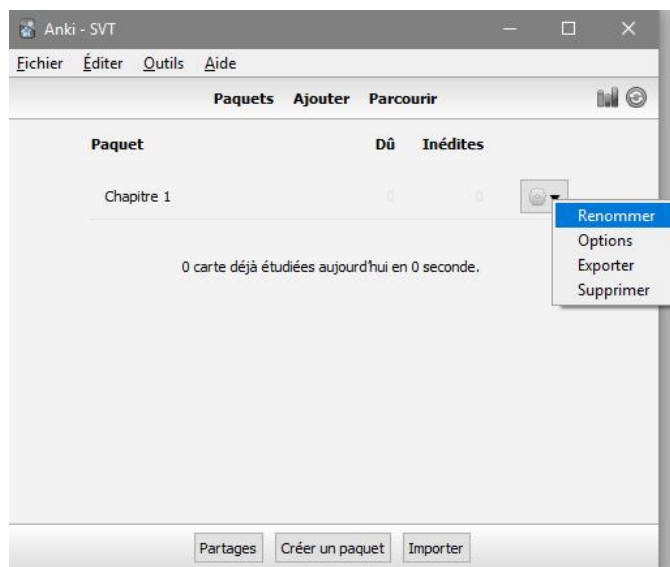 Anki - SVT
Fichier Éditer Outils Aide
Paquets Ajouter Parcourir
Paquet Dû Inédites
Chapitre 1 0 0
Renommer
Options
Exporter
Supprimer
0 carte déjà étudiées aujourd'hui en 0 seconde.
Partages Créer un paquet Importer